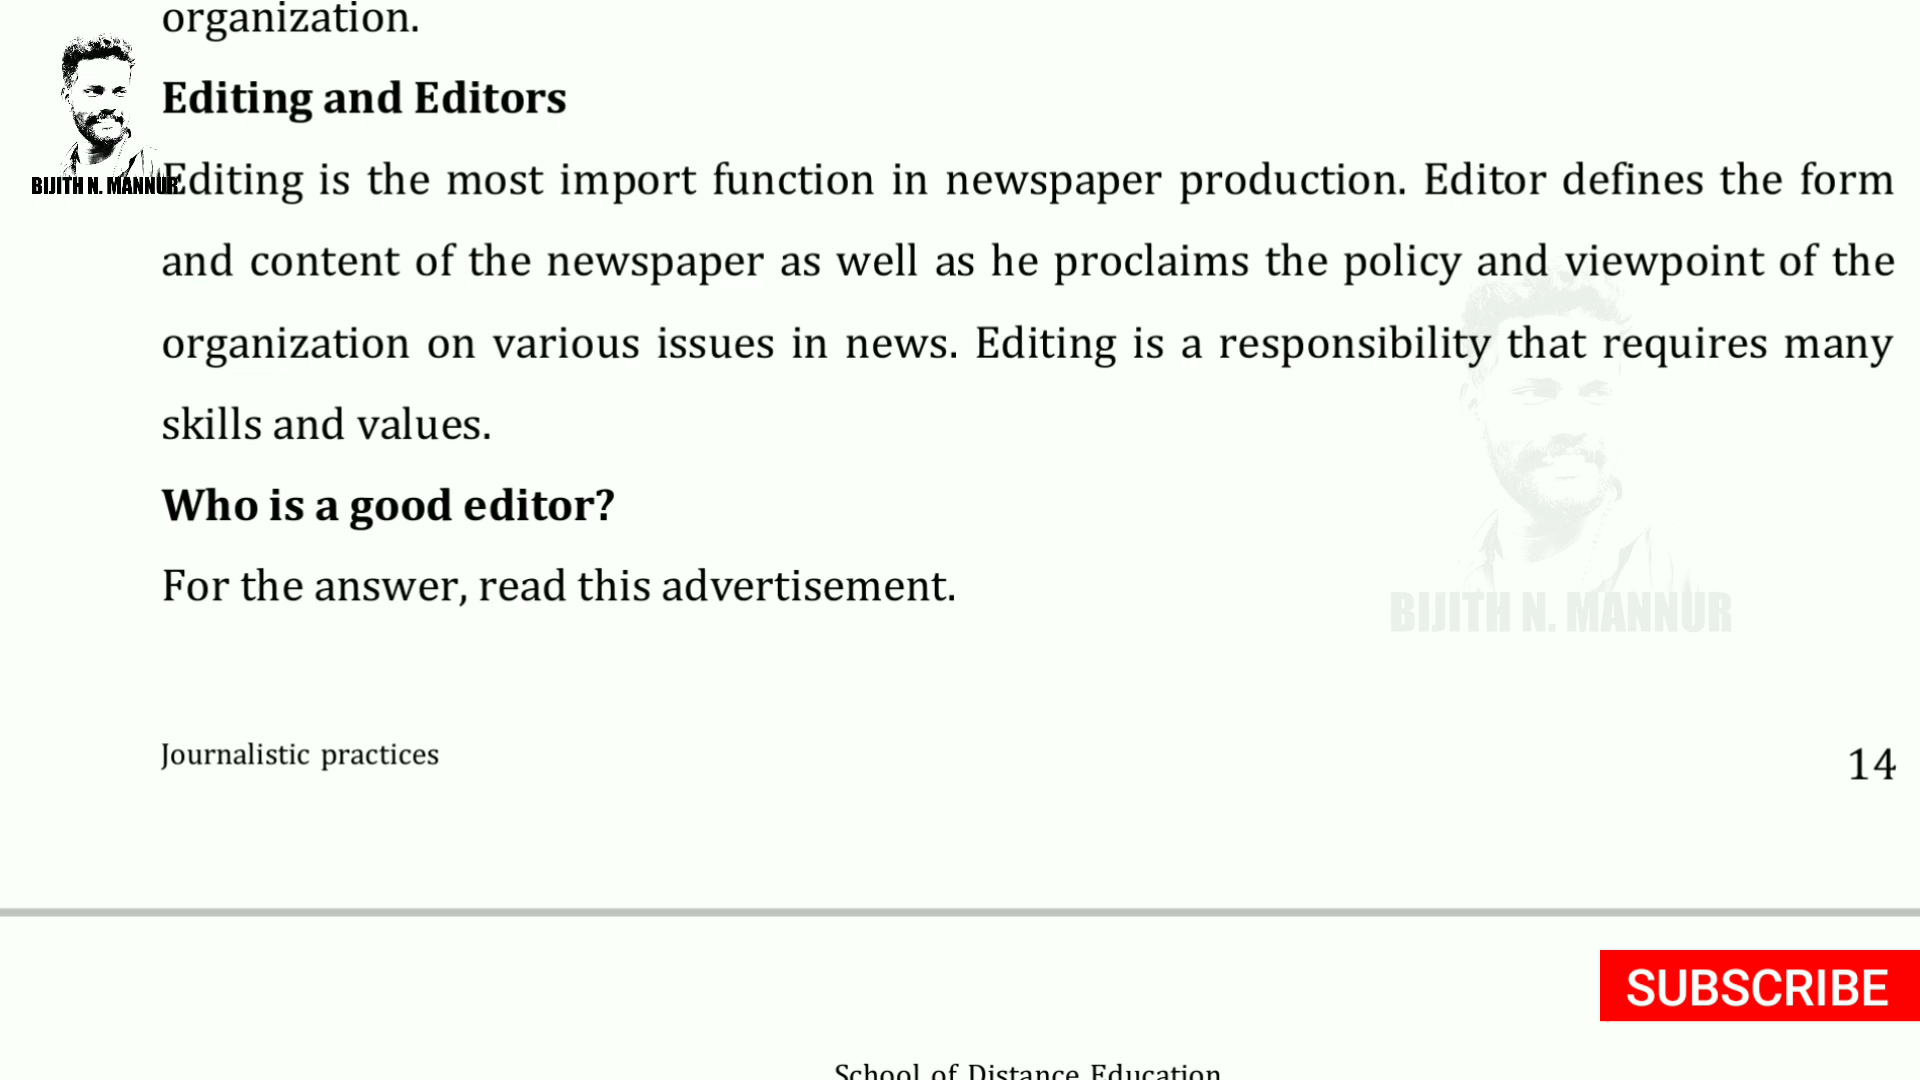 organization.
Editing and Editors
BIJITH N. MANNUR
Editing is the most import function in newspaper production. Editor defines the form
and content of the newspaper as well as he proclaims the policy and viewpoint of the
organization on various issues in news. Editing is a responsibility that requires many
skills and values.
Who is a good editor?
For the answer, read this advertisement.
BIJITH N. MANNUR
Journalistic practices
14
SUBSCRIBE
School of Distance Education